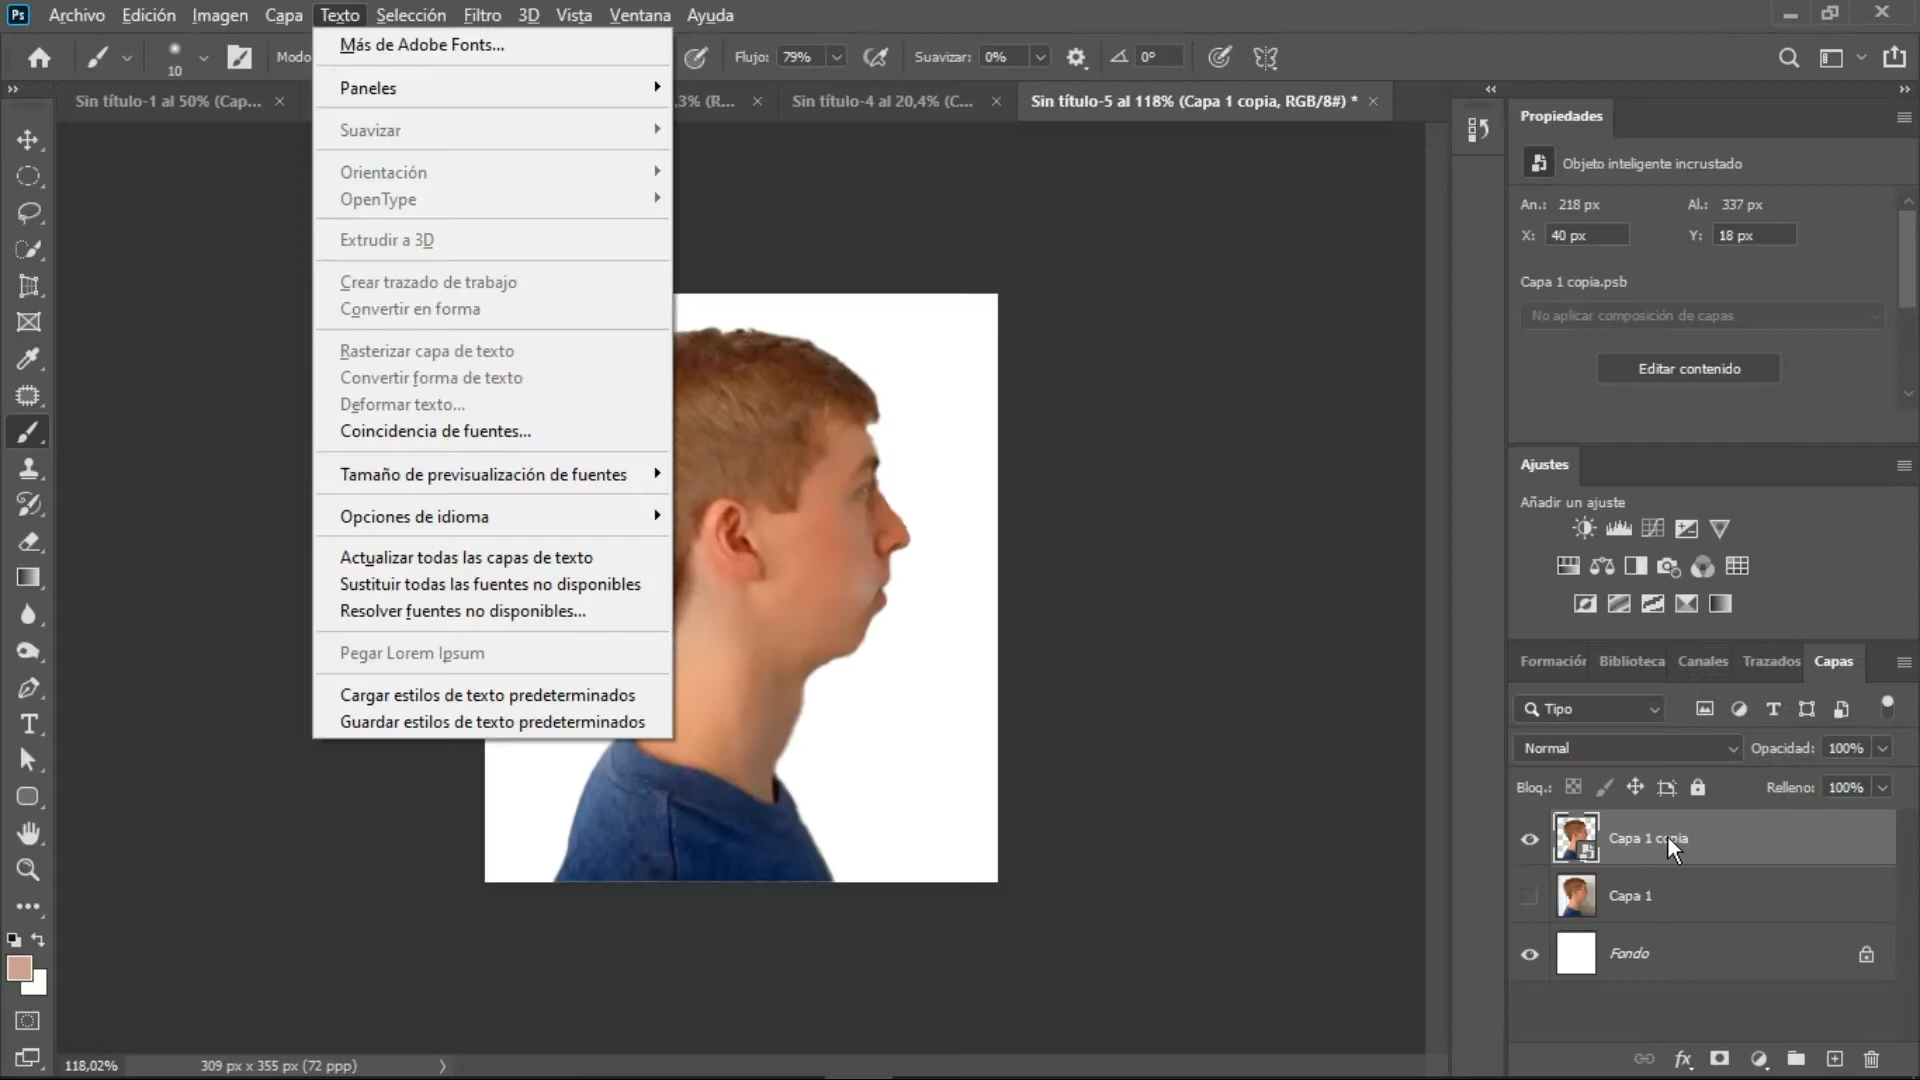 Ps
Archivo Edición Imagen Capa Texto Selección Filtro 3D Vista Ventana Ayuda
10 Modo Flujo: 79% Suavizar: 0% 0°
Sin título-1 al 50% (Cap... × ,3% (R... × Sin título-4 al 20,4% (C... × Sin título-5 al 118% (Capa 1 copia, RGB/8#) * ×
Más de Adobe Fonts...
Paneles
Suavizar
Orientación
OpenType
Extrudir a 3D
Crear trazado de trabajo
Convertir en forma
Rasterizar capa de texto
Convertir forma de texto
Deformar texto...
Coincidencia de fuentes...
Tamaño de previsualización de fuentes
Opciones de idioma
Actualizar todas las capas de texto
Sustituir todas las fuentes no disponibles
Resolver fuentes no disponibles...
Pegar Lorem Ipsum
Cargar estilos de texto predeterminados
Guardar estilos de texto predeterminados
Propiedades
Objeto inteligente incrustado
An.: 218 px Al.: 337 px
X: 40 px Y: 18 px
Capa 1 copia.psb
No aplicar composición de capas
Editar contenido
Ajustes
Añadir un ajuste
Formación Biblioteca Canales Trazados Capas
Tipo
Normal Opacidad: 100%
Bloq.: Relleno: 100%
Capa 1 copia
Capa 1
Fondo
118,02% 309 px x 355 px (72 ppp)